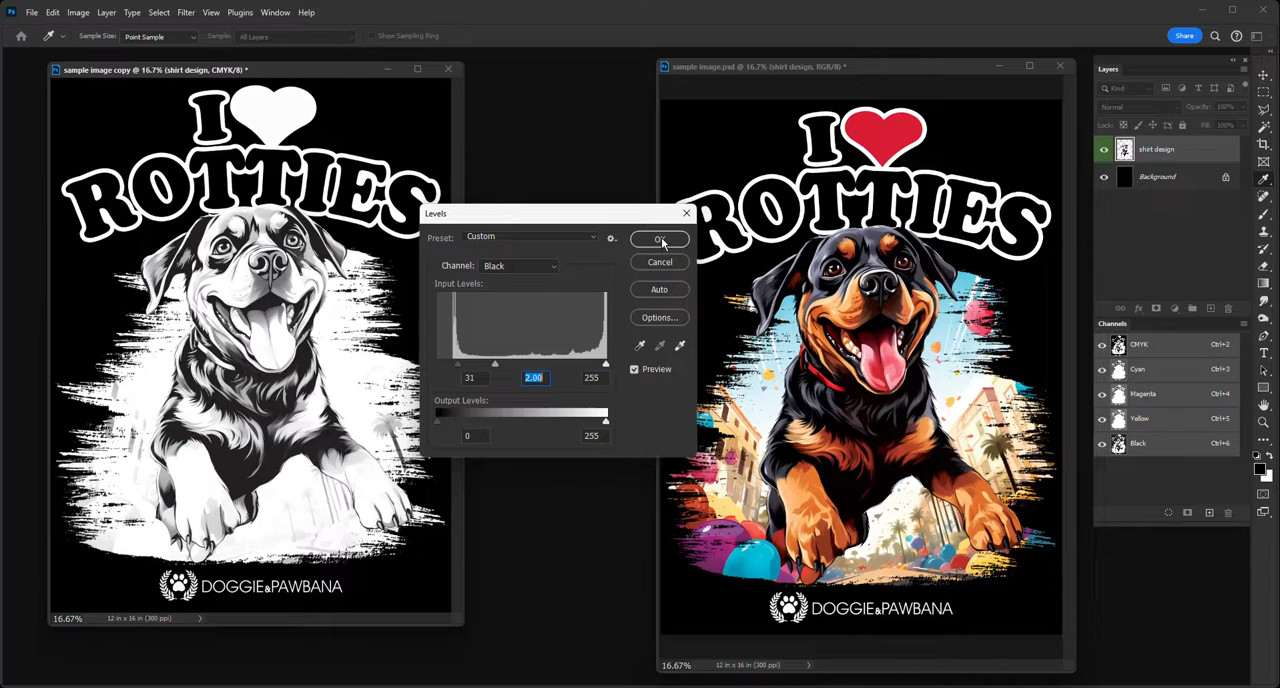 Ps File Edit Image Layer Type Select Filter View Plugins Window Help
Sample Size: Point Sample Sample: All Layers Show Sampling Ring Share
sample image copy @ 16.7% (shirt design, CMYK/8) *
I
ROTTIES
DOGGIE&PAWBANA
16.67% 12 in x 16 in (300 ppi)
Levels
Preset: Custom
OK
Channel: Black
Cancel
Input Levels:
Auto
Options...
Preview
31 2.00 255
Output Levels:
0 255
sample image.psd @ 16.7% (shirt design, RGB/8) *
I
ROTTIES
DOGGIE&PAWBANA
16.67% 12 in x 16 in (300 ppi)
Layers
Kind
Normal Opacity: 100%
Lock: Fill: 100%
shirt design
Background
Channels
CMYK Ctrl+2
Cyan Ctrl+3
Magenta Ctrl+4
Yellow Ctrl+5
Black Ctrl+6